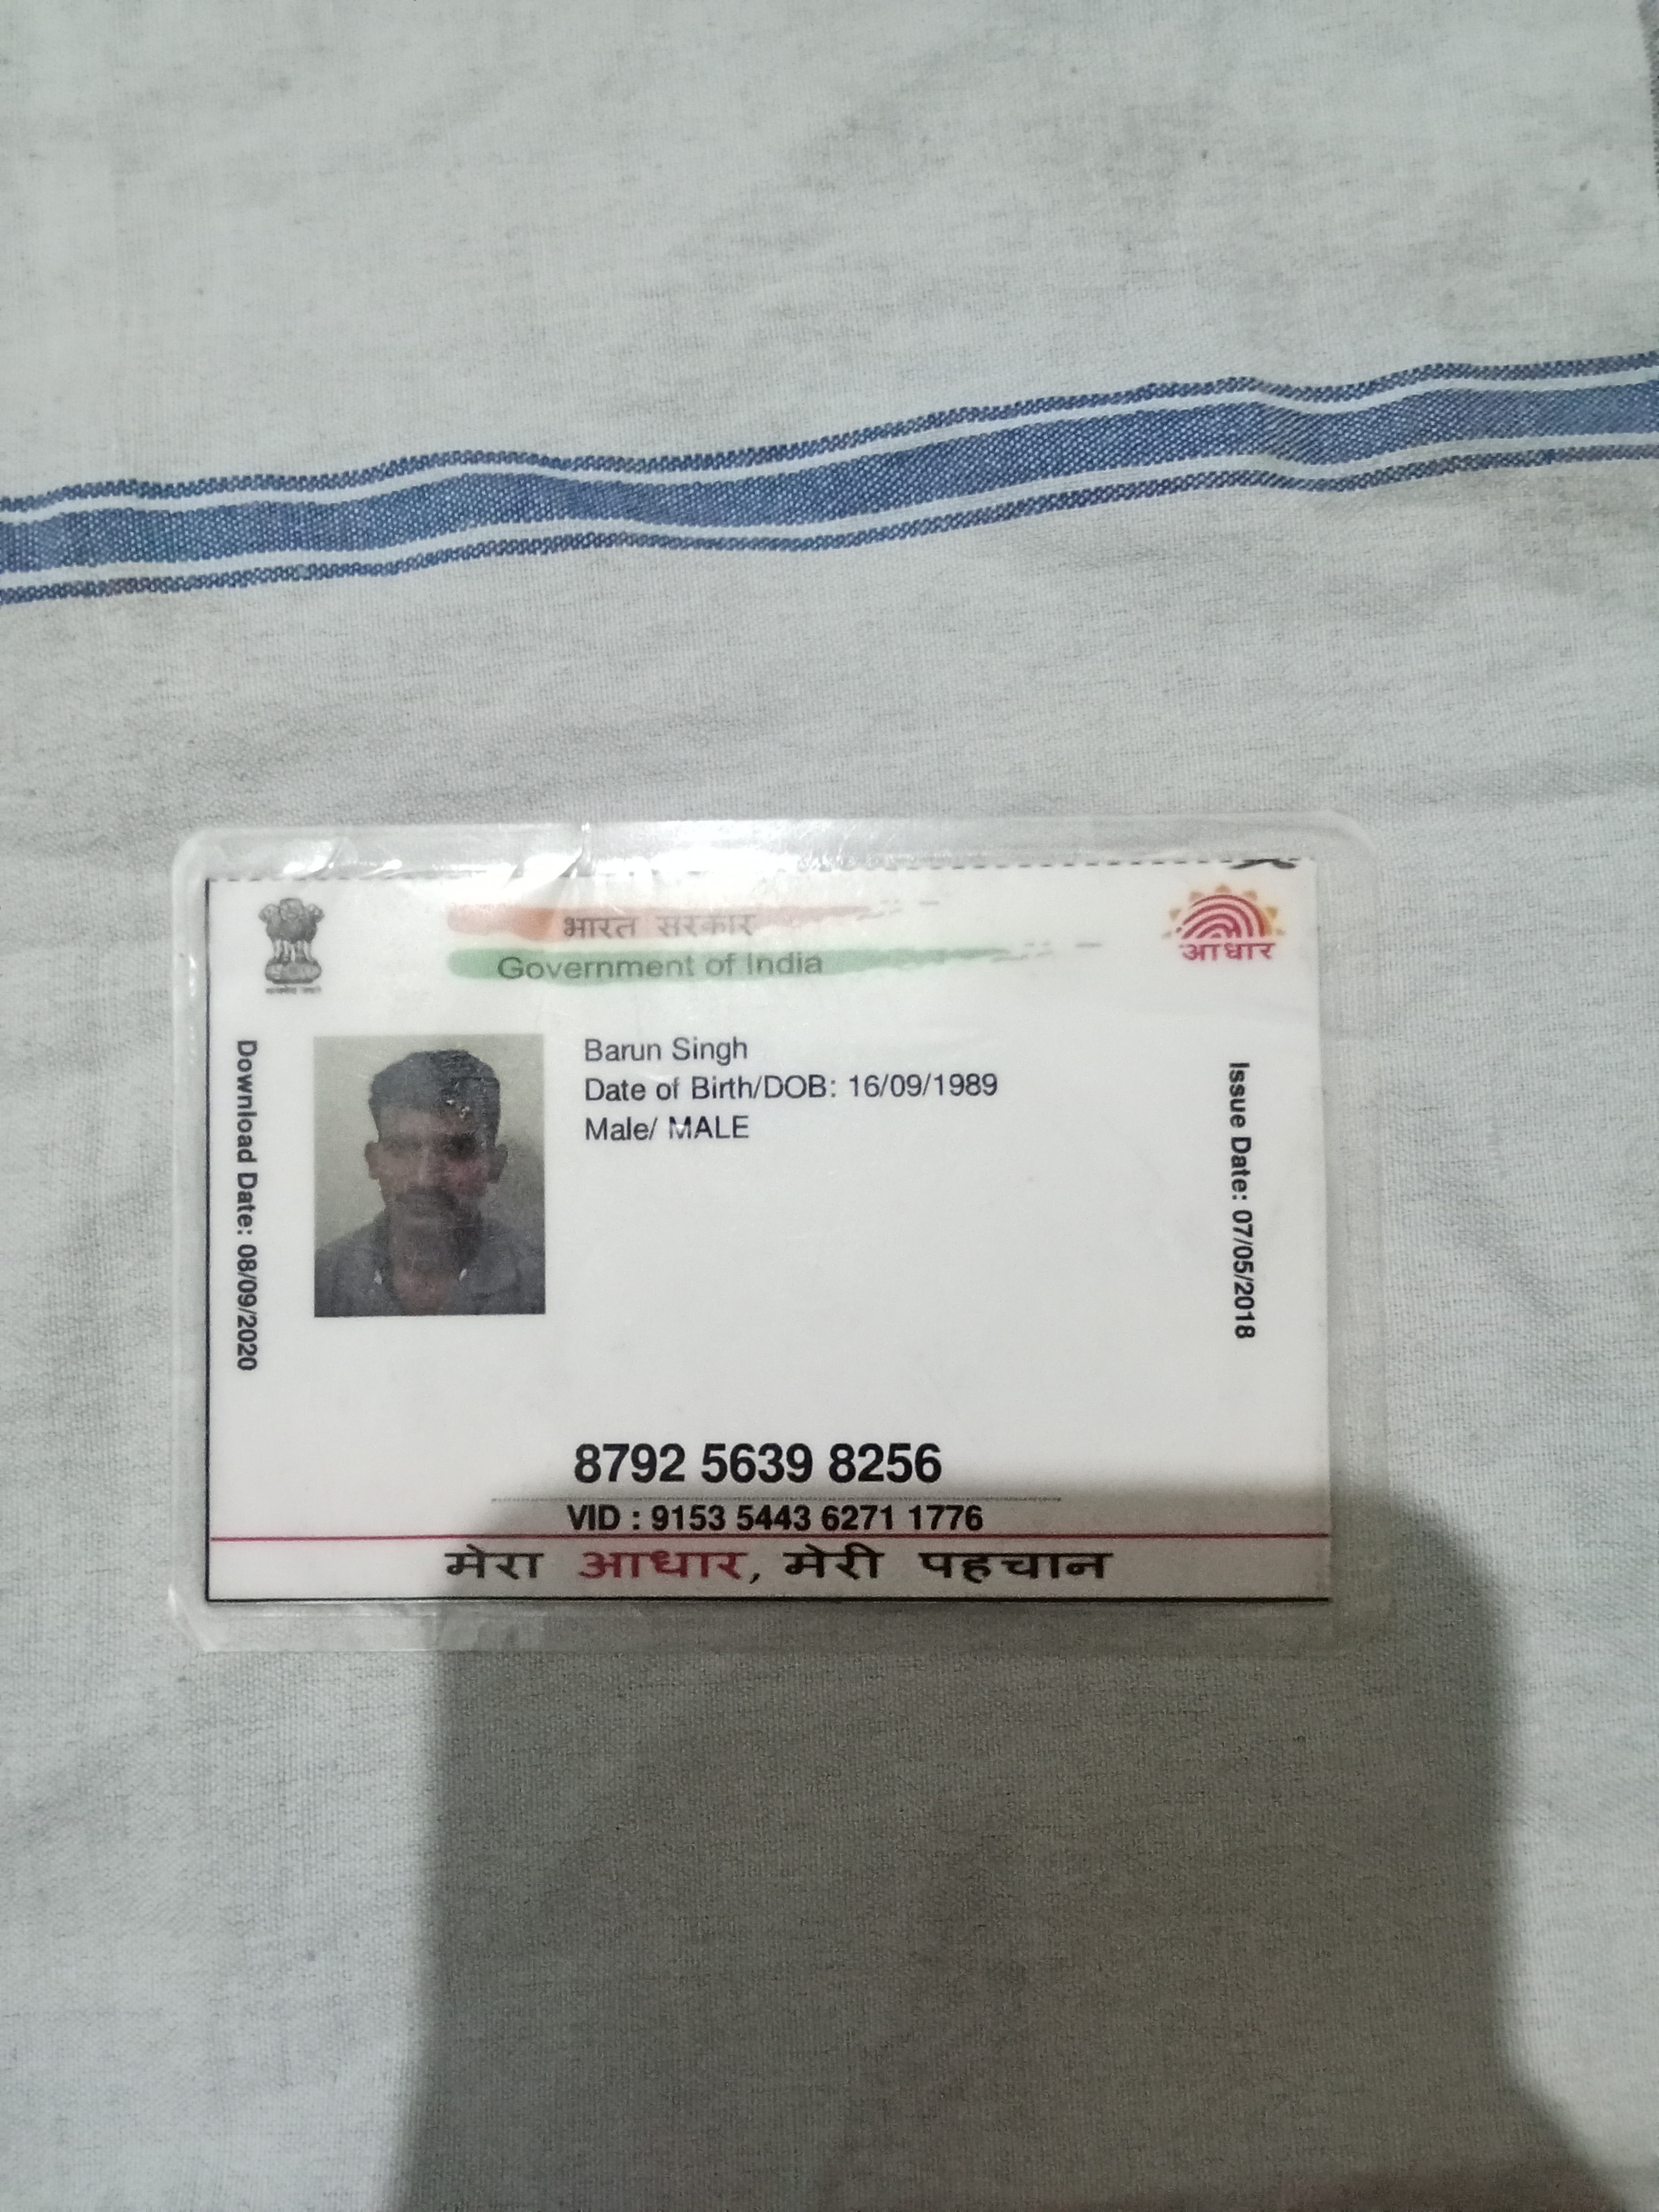 भारत सरकार
Government of India
आधार
Download Date: 08/09/2020
Barun Singh
Date of Birth/DOB: 16/09/1989
Male/ MALE
Issue Date: 07/05/2018
8792 5639 8256
VID : 9153 5443 6271 1776
मेरा आधार, मेरी पहचान